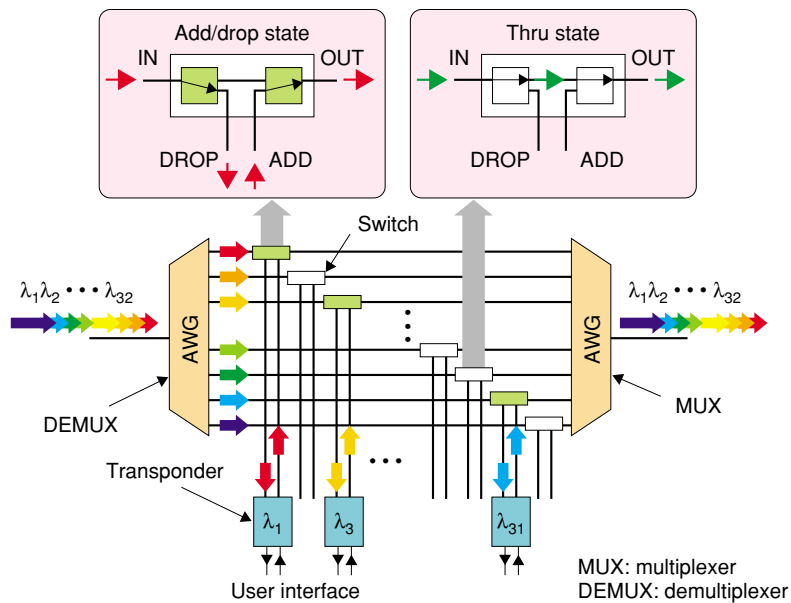 Add/drop state
IN
OUT
DROP
ADD
Thru state
IN
OUT
DROP
ADD
Switch
λ1λ2 ··· λ32
AWG
DEMUX
λ1λ2 ··· λ32
AWG
MUX
Transponder
λ1
λ3
λ31
User interface
MUX: multiplexer
DEMUX: demultiplexer